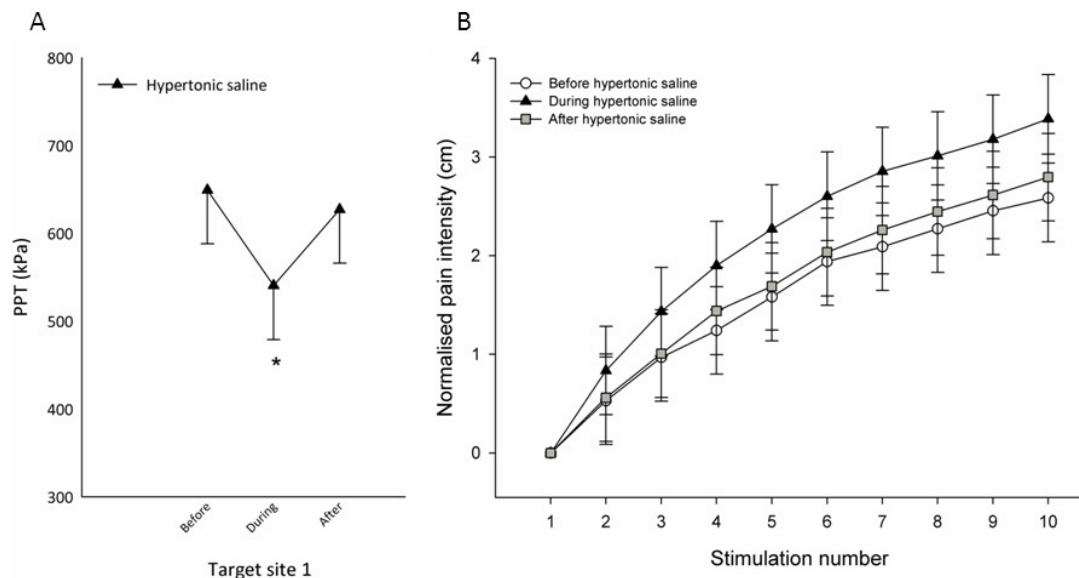 A
800
700
600
500
400
300
PPT (kPa)
Hypertonic saline
*
Before
During
After
Target site 1
B
4
3
2
1
0
Normalised pain intensity (cm)
Before hypertonic saline
During hypertonic saline
After hypertonic saline
1 2 3 4 5 6 7 8 9 10
Stimulation number